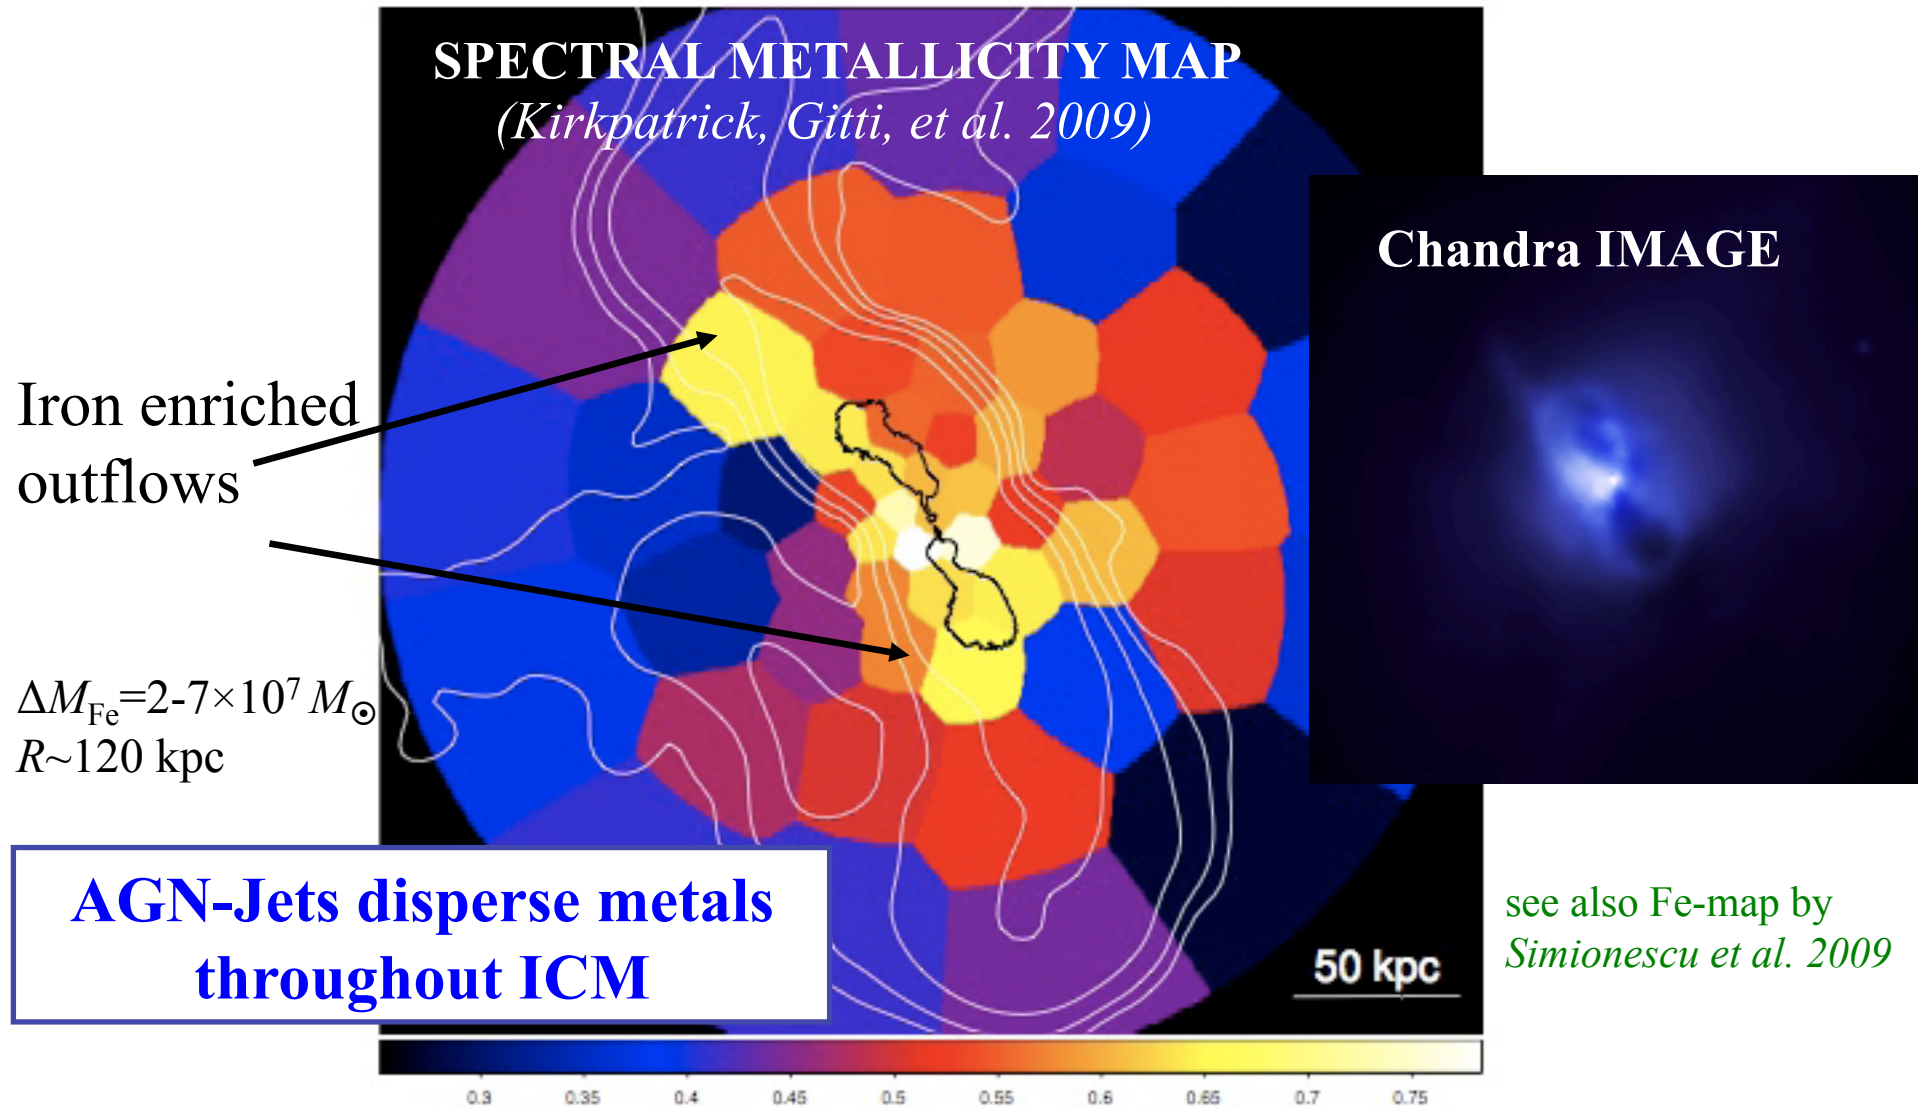 SPECTRAL METALLICITY MAP
(Kirkpatrick, Gitti, et al. 2009)
Chandra IMAGE
Iron enriched
outflows
ΔM_Fe=2-7×10⁷ M☉
R~120 kpc
AGN-Jets disperse metals
throughout ICM
50 kpc
see also Fe-map by
Simionescu et al. 2009
0.3 0.35 0.4 0.45 0.5 0.55 0.6 0.65 0.7 0.75